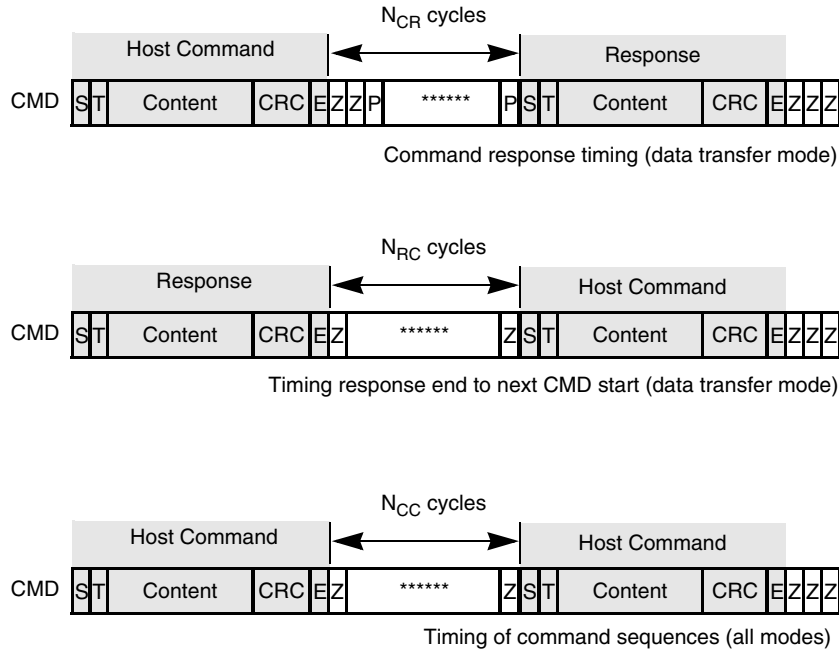 N_CR cycles
Host Command Response
CMD S T Content CRC E Z Z P ****** P S T Content CRC E Z Z Z
Command response timing (data transfer mode)
N_RC cycles
Response Host Command
CMD S T Content CRC E Z ****** Z S T Content CRC E Z Z Z
Timing response end to next CMD start (data transfer mode)
N_CC cycles
Host Command Host Command
CMD S T Content CRC E Z ****** Z S T Content CRC E Z Z Z
Timing of command sequences (all modes)